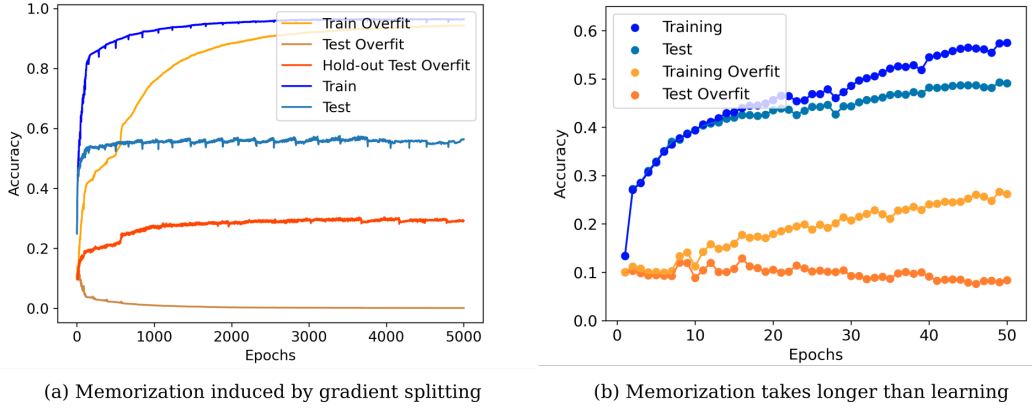 1.0
0.8
0.6
0.4
0.2
0.0
Accuracy
0
1000
2000
3000
4000
5000
Epochs
Train Overfit
Test Overfit
Hold-out Test Overfit
Train
Test
(a) Memorization induced by gradient splitting
0.6
0.5
0.4
0.3
0.2
0.1
0.0
Accuracy
0
10
20
30
40
50
Epochs
Training
Test
Training Overfit
Test Overfit
(b) Memorization takes longer than learning